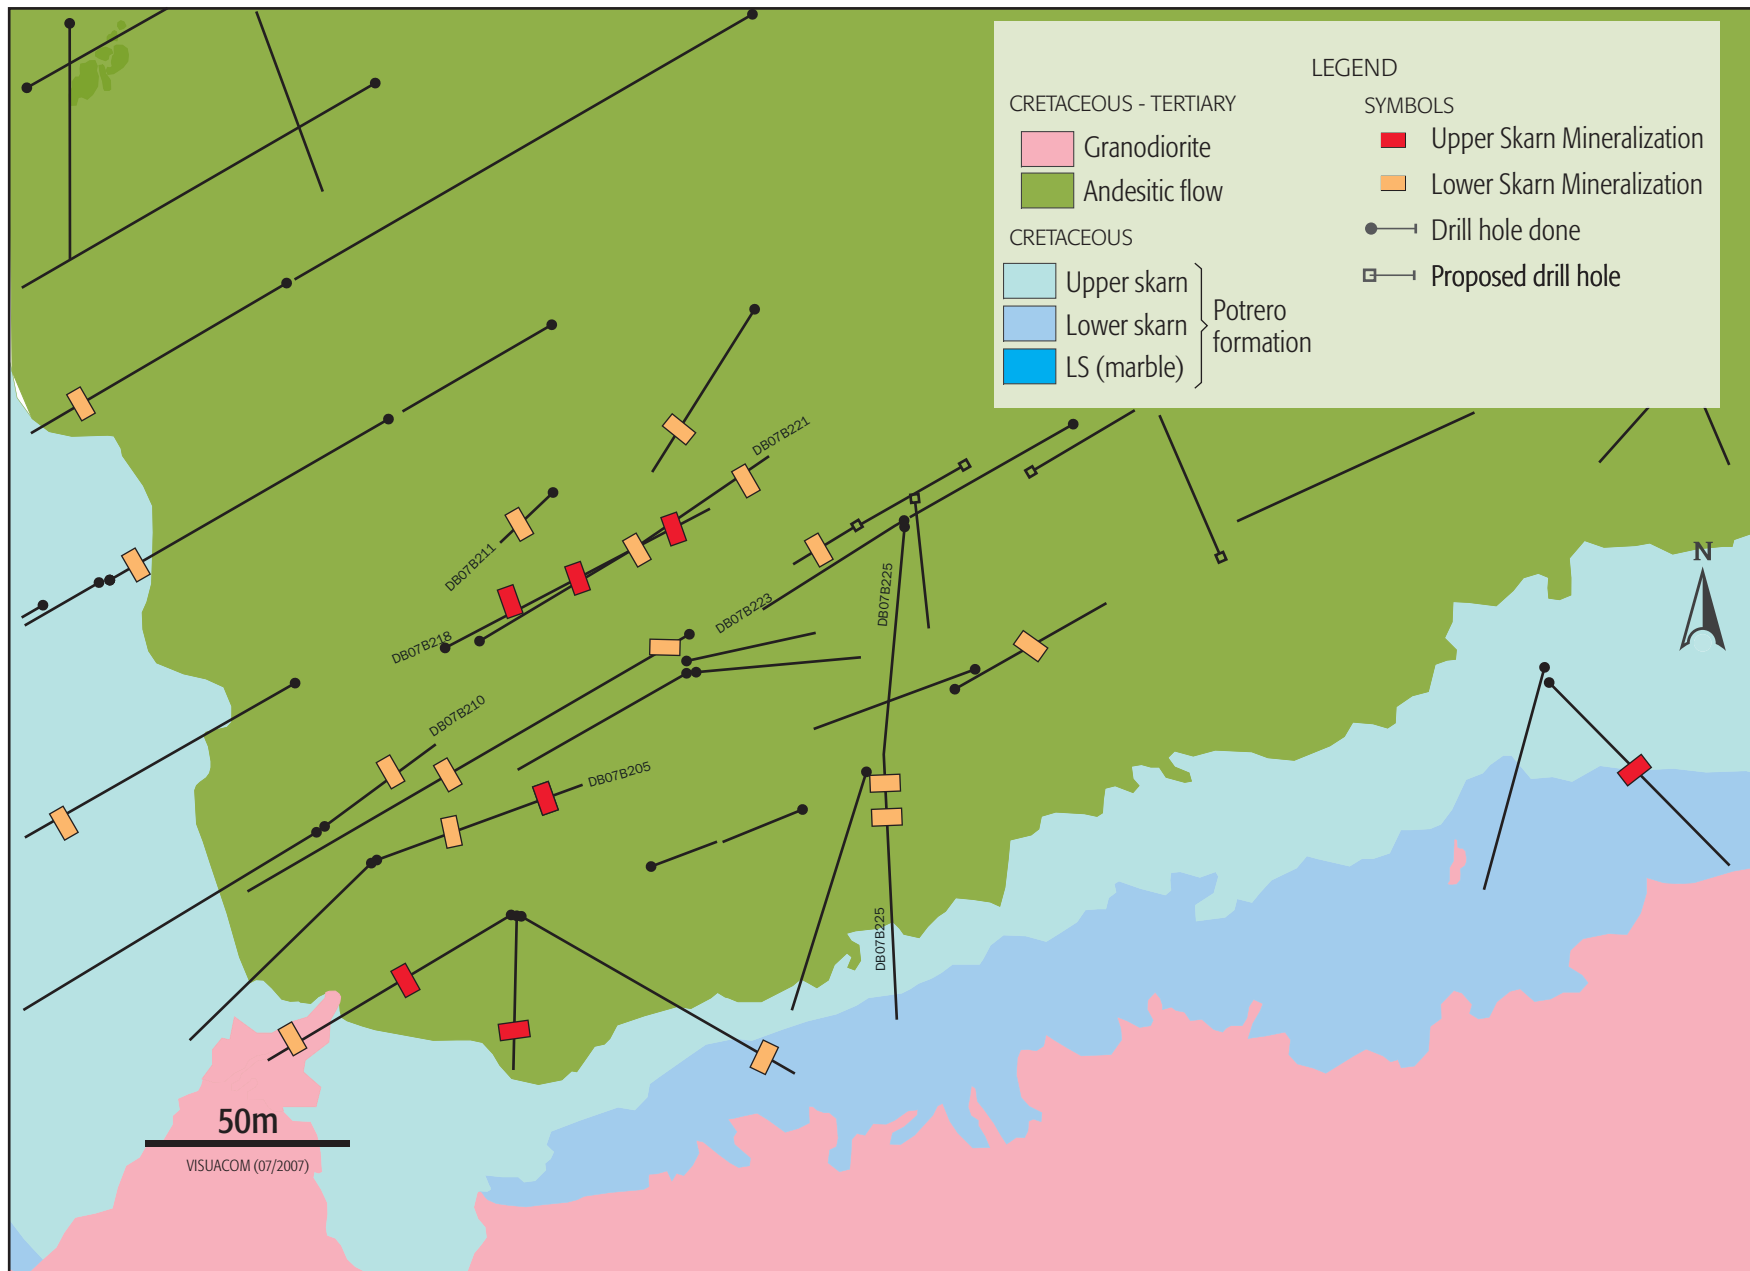 LEGEND
CRETACEOUS - TERTIARY
Granodiorite
Andesitic flow
CRETACEOUS
Upper skarn
Lower skarn
LS (marble)
Potrero
formation
SYMBOLS
Upper Skarn Mineralization
Lower Skarn Mineralization
Drill hole done
Proposed drill hole
DB07B221
DB07B211
DB07B218
DB07B223
DB07B225
N
DB07B210
DB07B205
DB07B225
50m
VISUACOM (07/2007)